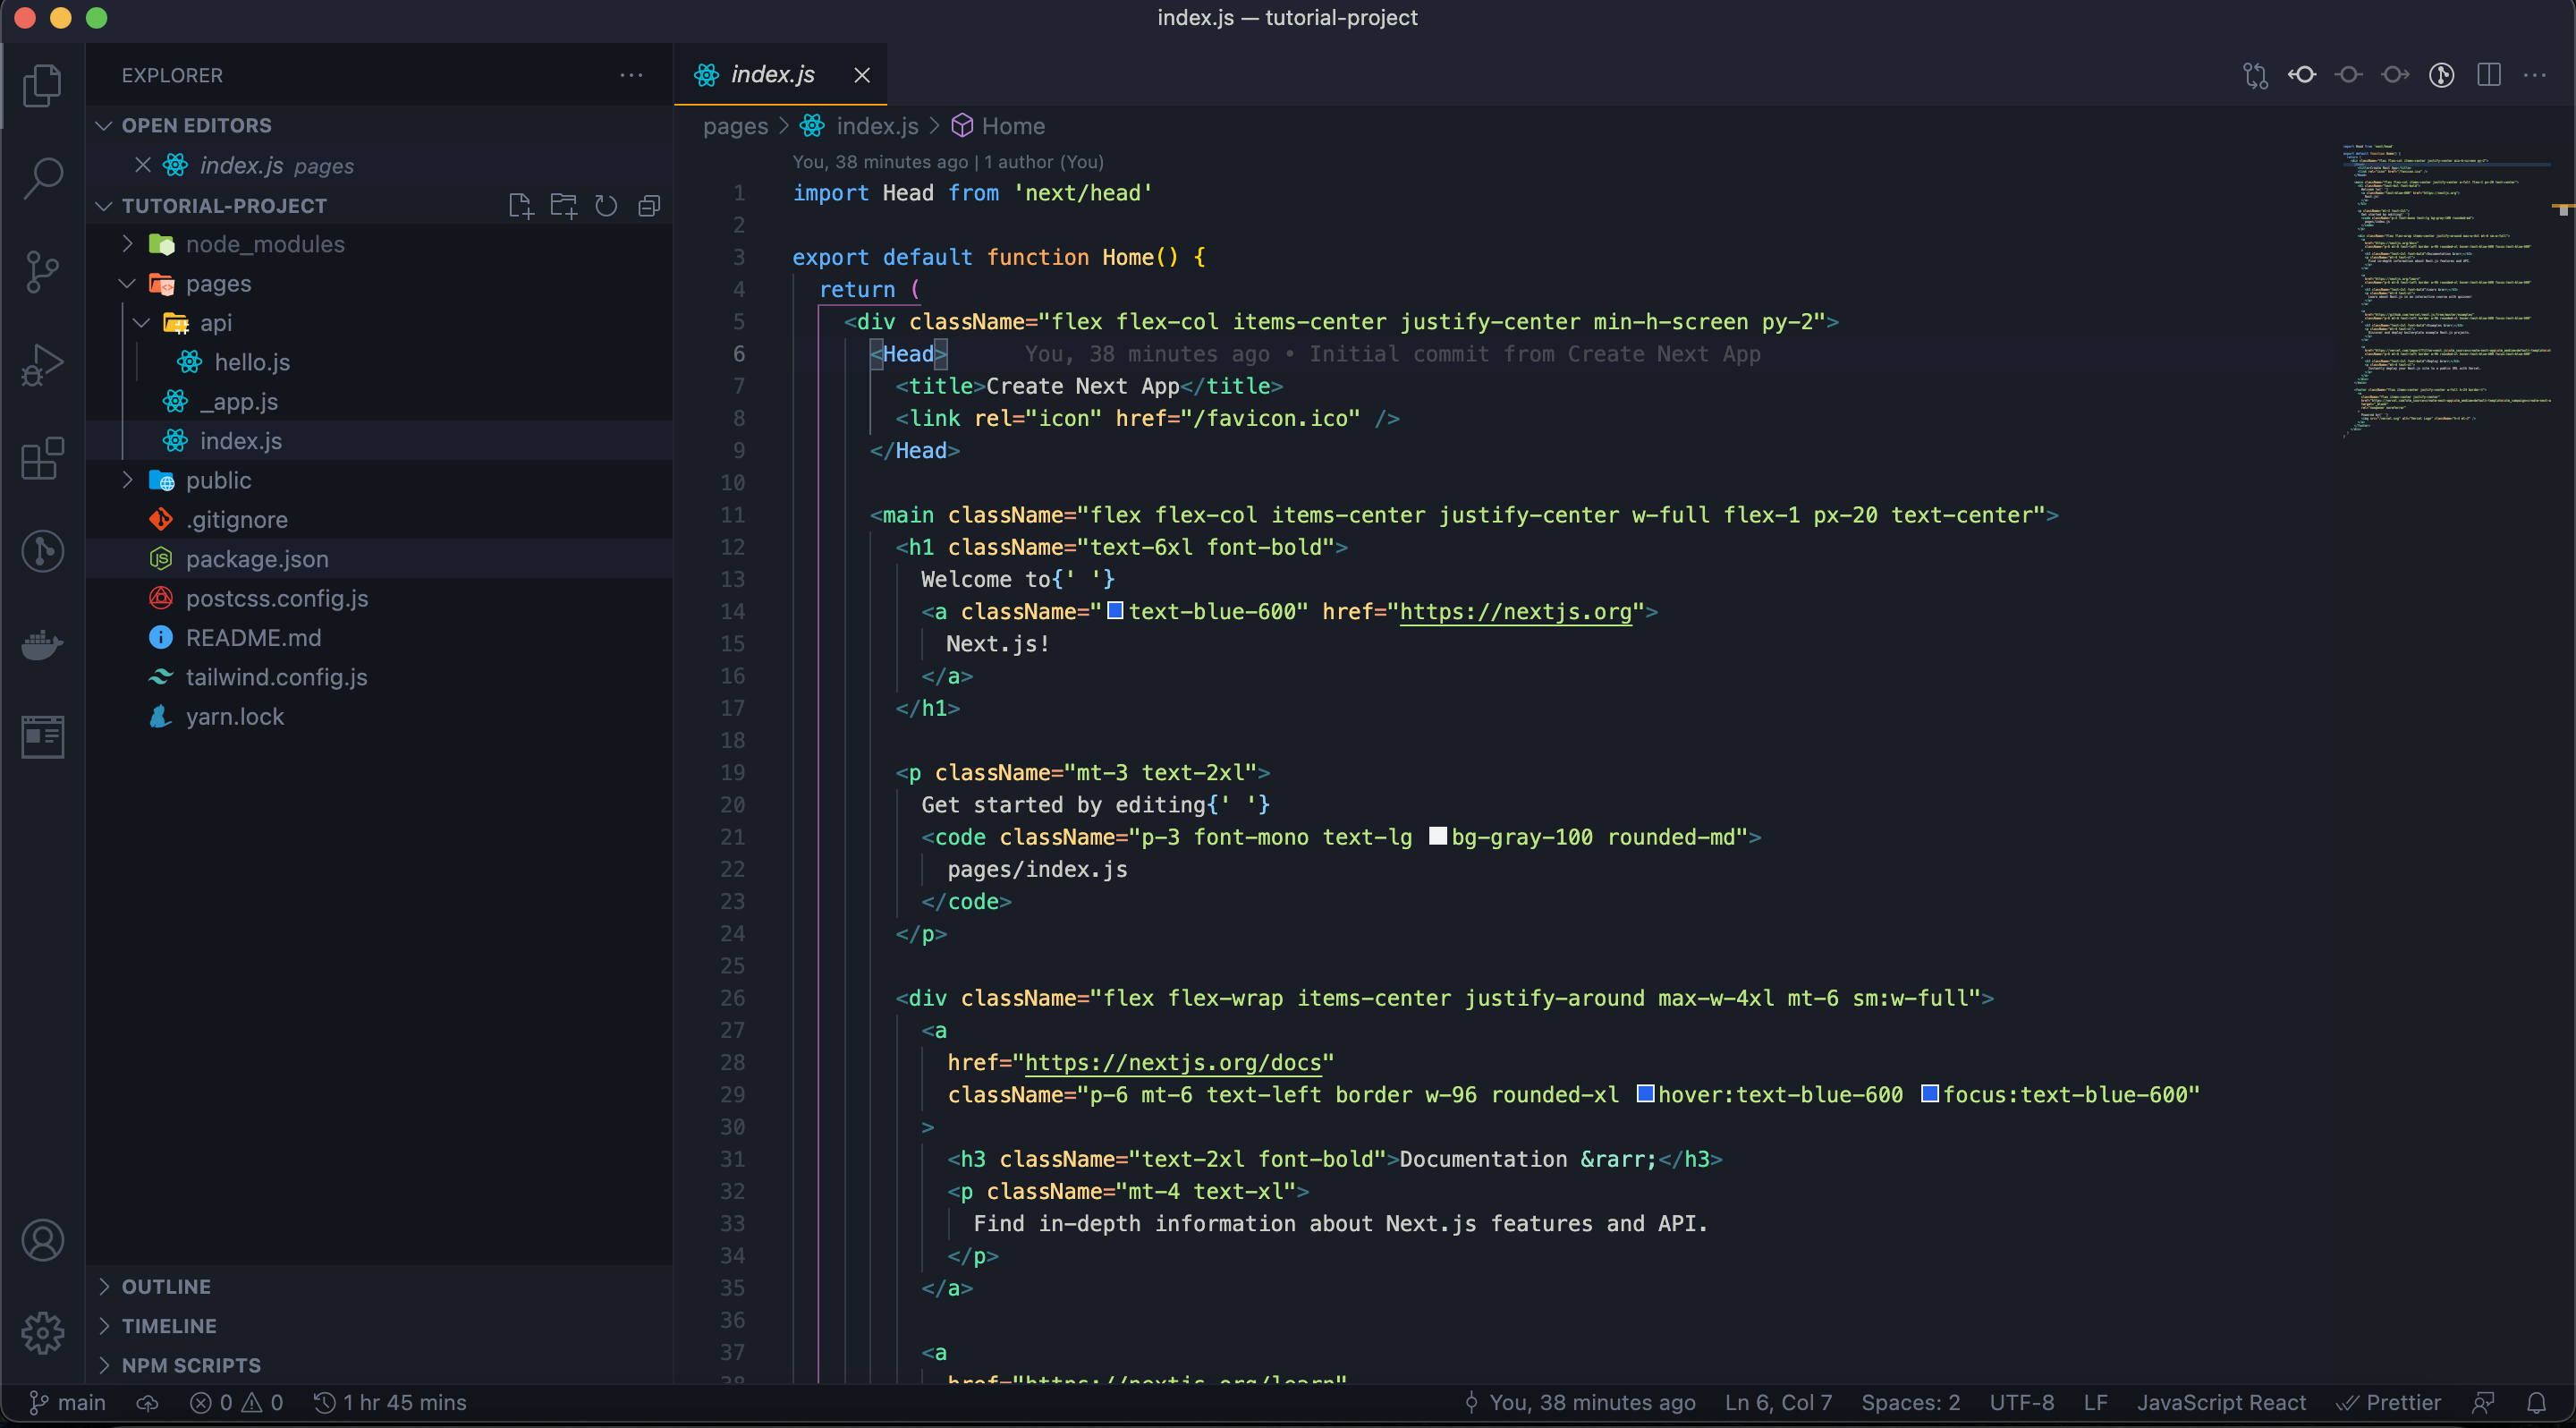 index.js — tutorial-project
EXPLORER
OPEN EDITORS
index.js pages
TUTORIAL-PROJECT
node_modules
pages
api
hello.js
_app.js
index.js
public
.gitignore
package.json
postcss.config.js
README.md
tailwind.config.js
yarn.lock
OUTLINE
TIMELINE
NPM SCRIPTS
index.js
pages > index.js > Home
You, 38 minutes ago | 1 author (You)
1 import Head from 'next/head'
2
3 export default function Home() {
4 return (
5 <div className="flex flex-col items-center justify-center min-h-screen py-2">
6 <Head> You, 38 minutes ago • Initial commit from Create Next App
7 <title>Create Next App</title>
8 <link rel="icon" href="/favicon.ico" />
9 </Head>
10
11 <main className="flex flex-col items-center justify-center w-full flex-1 px-20 text-center">
12 <h1 className="text-6xl font-bold">
13 Welcome to{' '}
14 <a className="text-blue-600" href="https://nextjs.org">
15 Next.js!
16 </a>
17 </h1>
18
19 <p className="mt-3 text-2xl">
20 Get started by editing{' '}
21 <code className="p-3 font-mono text-lg bg-gray-100 rounded-md">
22 pages/index.js
23 </code>
24 </p>
25
26 <div className="flex flex-wrap items-center justify-around max-w-4xl mt-6 sm:w-full">
27 <a
28 href="https://nextjs.org/docs"
29 className="p-6 mt-6 text-left border w-96 rounded-xl hover:text-blue-600 focus:text-blue-600"
30 >
31 <h3 className="text-2xl font-bold">Documentation &rarr;</h3>
32 <p className="mt-4 text-xl">
33 Find in-depth information about Next.js features and API.
34 </p>
35 </a>
36
37 <a
38 href="https://nextjs.org/learn"
main 0 0 1 hr 45 mins You, 38 minutes ago Ln 6, Col 7 Spaces: 2 UTF-8 LF JavaScript React Prettier